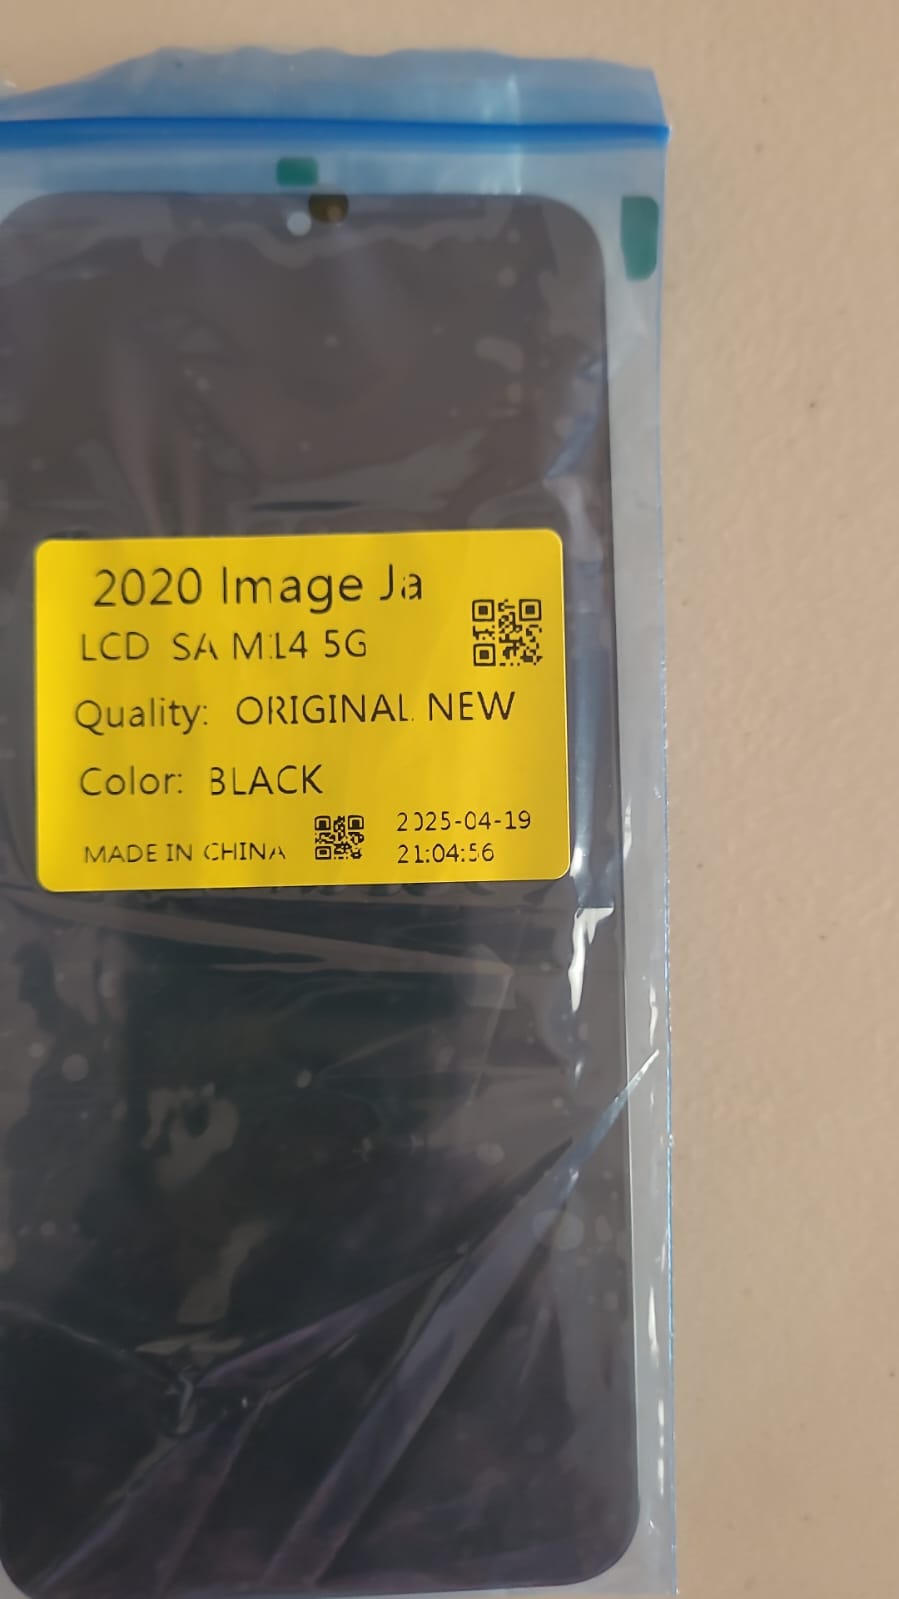 2020 Image Ja
LCD SA M14 5G
Quality: ORIGINAL NEW
Color: BLACK
MADE IN CHINA
2025-04-19
21:04:56